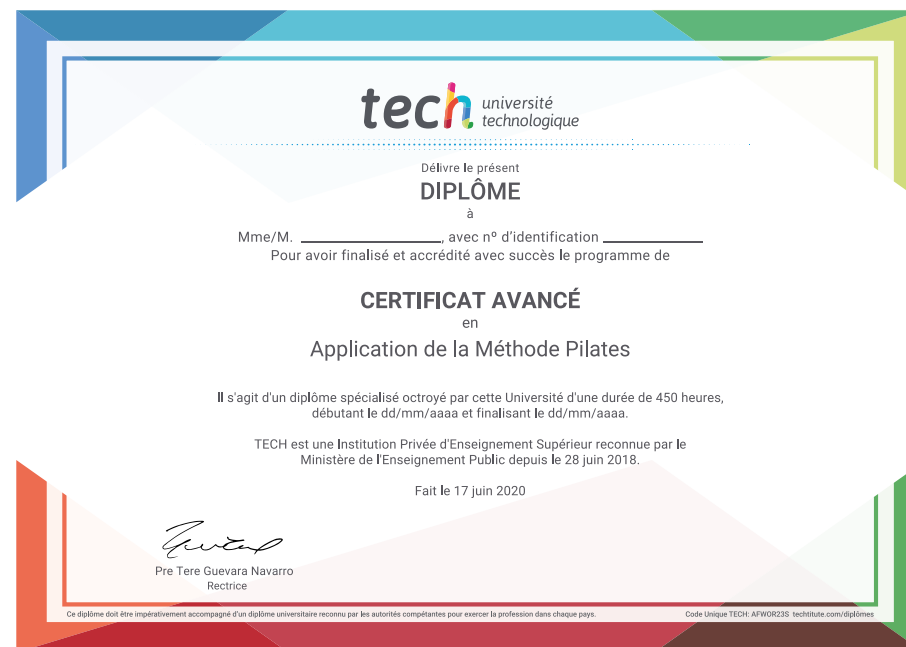 tech université
technologique
Délivre le présent
DIPLÔME
à
Mme/M. ____________________, avec nº d'identification ______________
Pour avoir finalisé et accrédité avec succès le programme de
CERTIFICAT AVANCÉ
en
Application de la Méthode Pilates
Il s'agit d'un diplôme spécialisé octroyé par cette Université d'une durée de 450 heures,
débutant le dd/mm/aaaa et finalisant le dd/mm/aaaa.
TECH est une Institution Privée d'Enseignement Supérieur reconnue par le
Ministère de l'Enseignement Public depuis le 28 juin 2018.
Fait le 17 juin 2020
Pre Tere Guevara Navarro
Rectrice
Ce diplôme doit être impérativement accompagné d'un diplôme universitaire reconnu par les autorités compétentes pour exercer la profession dans chaque pays.
Code Unique TECH: AFWOR23S techtitute.com/diplômes